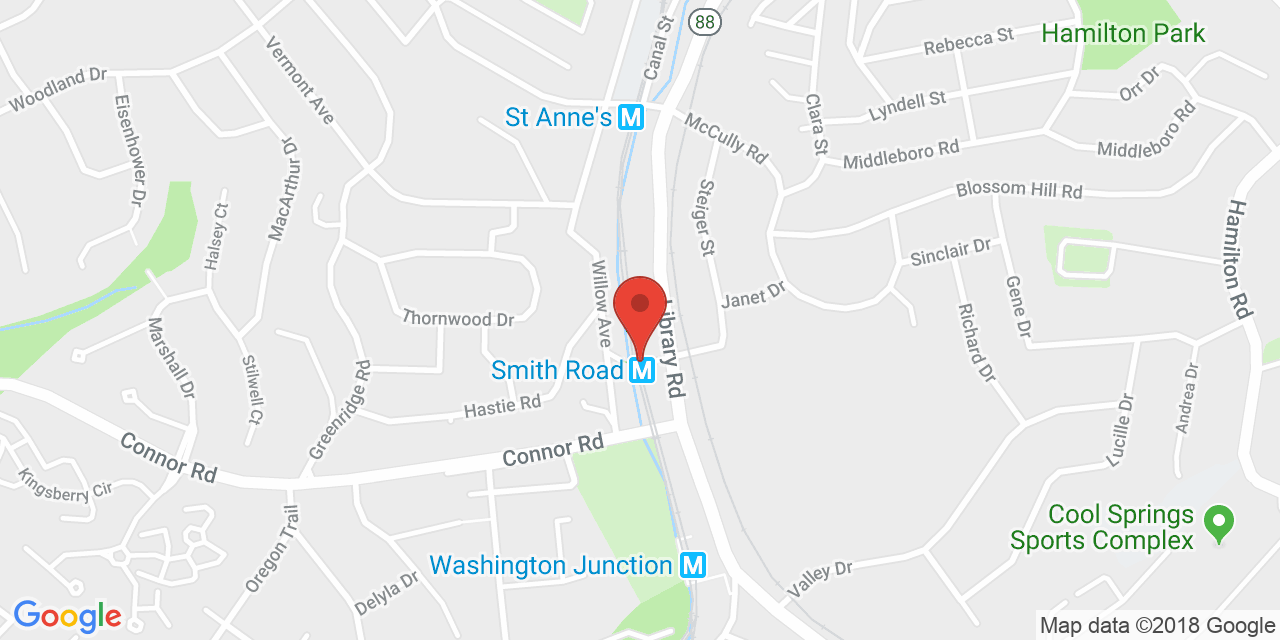 88
Canal St
Hamilton Park
Rebecca St
Vermont Ave
Woodland Dr
Orr Dr
Eisenhower Dr
St Anne's M
Clara St
Lyndell St
McCully Rd
Middleboro Rd
Middleboro Rd
MacArthur Dr
Halsey Ct
Steiger St
Blossom Hill Rd
Hamilton Rd
Sinclair Dr
Willow Ave
Janet Dr
Gene Dr
Thornwood Dr
Library Rd
Richard Dr
Marshall Dr
Stilwell Ct
Smith Road M
Greenridge Rd
Hastie Rd
Andrea Dr
Lucille Dr
Connor Rd
Connor Rd
Kingsberry Cir
Oregon Trail
Cool Springs
Sports Complex
Washington Junction M
Delyla Dr
Valley Dr
Google
Map data ©2018 Google